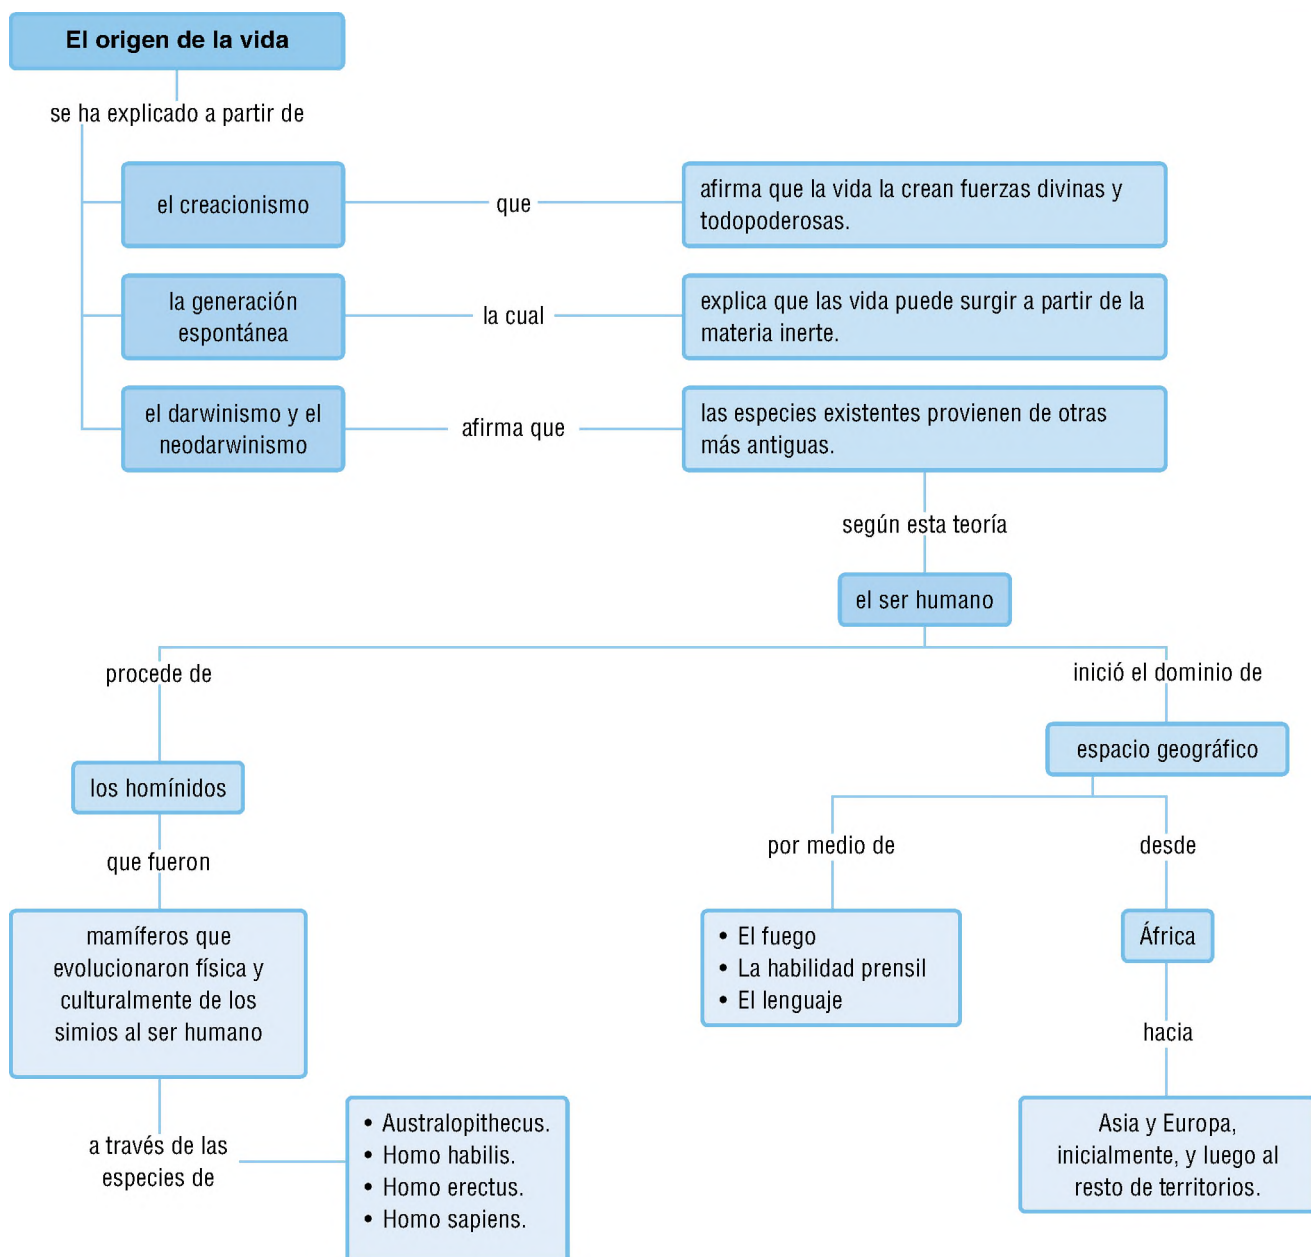 El origen de la vida
se ha explicado a partir de
el creacionismo
que
afirma que la vida la crean fuerzas divinas y
todopoderosas.
la generación
espontánea
la cual
explica que las vida puede surgir a partir de la
materia inerte.
el darwinismo y el
neodarwinismo
afirma que
las especies existentes provienen de otras
más antiguas.
según esta teoría
el ser humano
procede de
los homínidos
que fueron
mamíferos que
evolucionaron física y
culturalmente de los
simios al ser humano
a través de las
especies de
• Australopithecus.
• Homo habilis.
• Homo erectus.
• Homo sapiens.
inició el dominio de
espacio geográfico
por medio de
• El fuego
• La habilidad prensil
• El lenguaje
desde
África
hacia
Asia y Europa,
inicialmente, y luego al
resto de territorios.